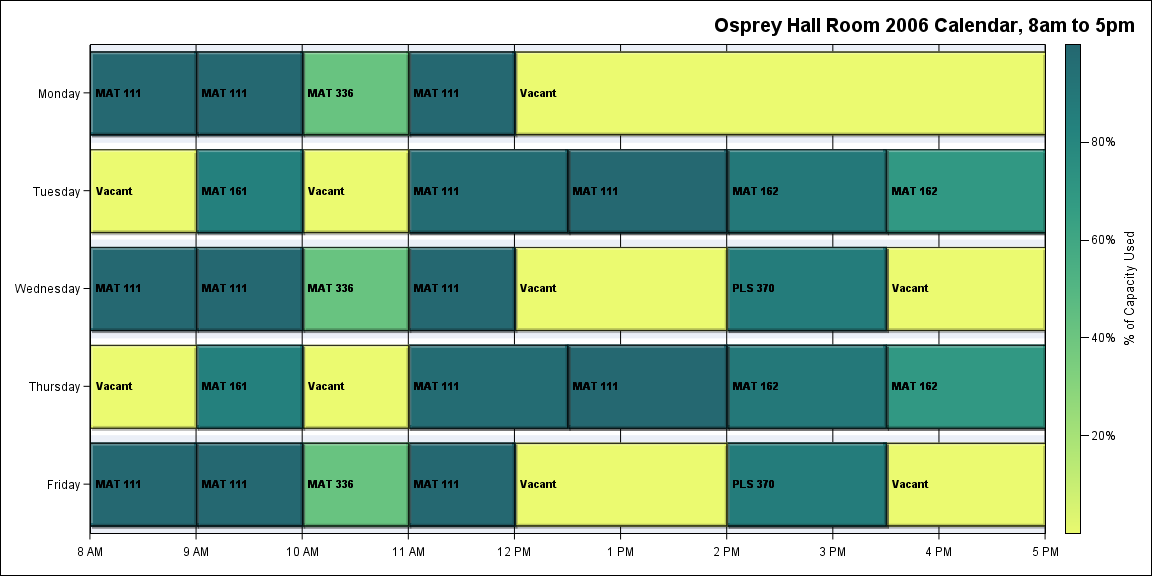 Osprey Hall Room 2006 Calendar, 8am to 5pm
Monday
MAT 111
MAT 111
MAT 336
MAT 111
Vacant
Tuesday
Vacant
MAT 161
Vacant
MAT 111
MAT 111
MAT 162
MAT 162
Wednesday
MAT 111
MAT 111
MAT 336
MAT 111
Vacant
PLS 370
Vacant
Thursday
Vacant
MAT 161
Vacant
MAT 111
MAT 111
MAT 162
MAT 162
Friday
MAT 111
MAT 111
MAT 336
MAT 111
Vacant
PLS 370
Vacant
8 AM
9 AM
10 AM
11 AM
12 PM
1 PM
2 PM
3 PM
4 PM
5 PM
80%
60%
40%
20%
% of Capacity Used